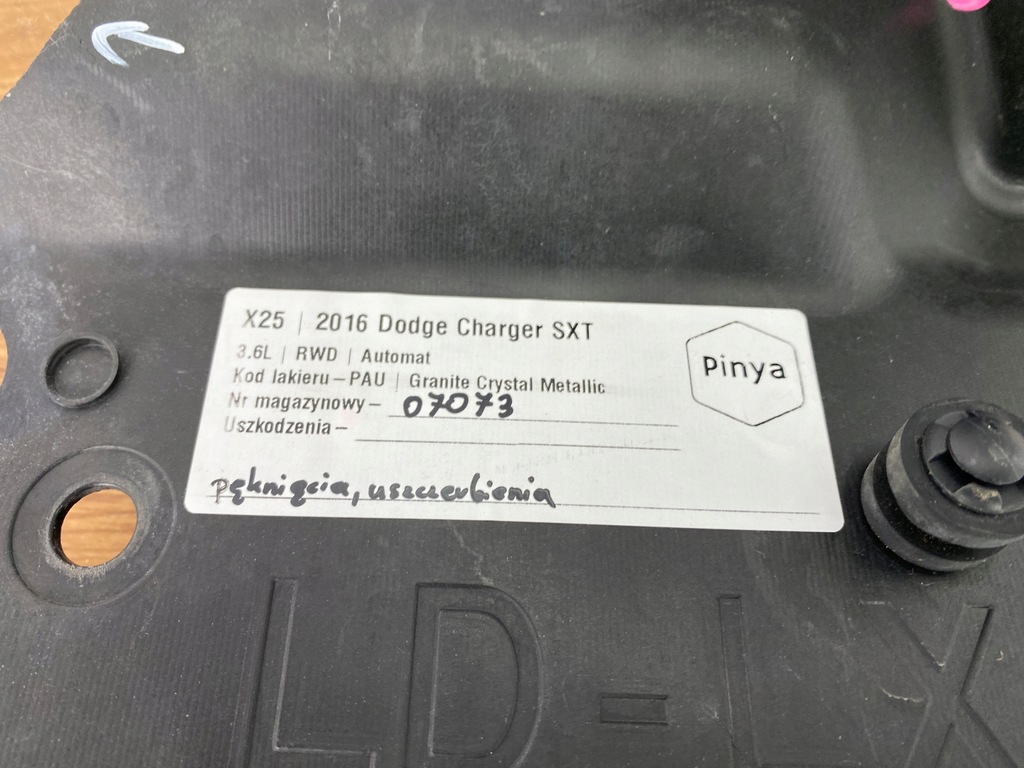 X25 | 2016 Dodge Charger SXT
3.6L | RWD | Automat
Kod lakieru – PAU | Granite Crystal Metallic
Nr magazynowy – 07073
Uszkodzenia –
pęknięcia, uszczerbienia
Pinya
LD-LX